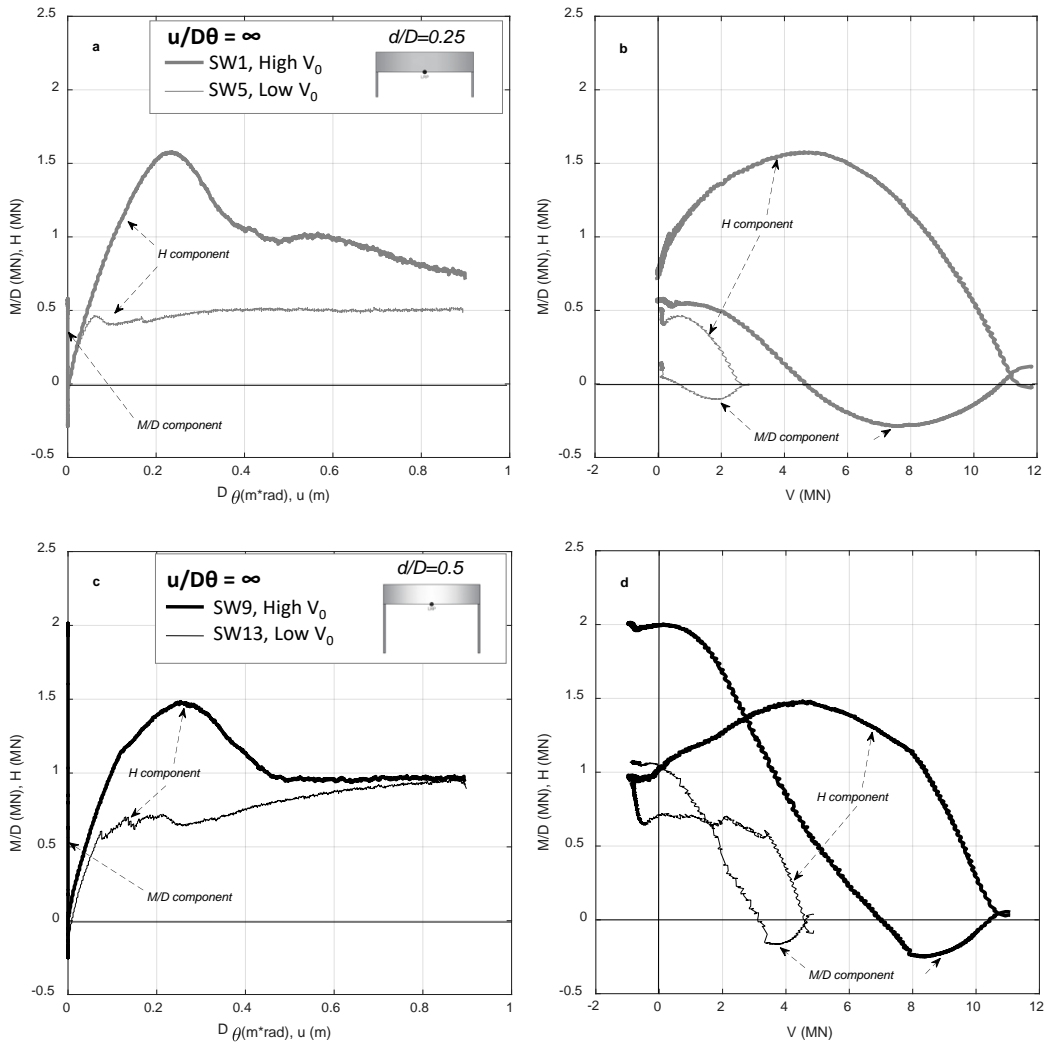 a
u/Dθ = ∞
d/D=0.25
SW1, High V0
SW5, Low V0
2.5
2
1.5
1
0.5
0
-0.5
M/D (MN), H (MN)
H component
M/D component
0 0.2 0.4 0.6 0.8 1
D θ(m*rad), u (m)
b
2.5
2
1.5
1
0.5
0
-0.5
M/D (MN), H (MN)
H component
M/D component
-2 0 2 4 6 8 10 12
V (MN)
c
u/Dθ = ∞
d/D=0.5
SW9, High V0
SW13, Low V0
2.5
2
1.5
1
0.5
0
-0.5
M/D (MN), H (MN)
H component
M/D component
0 0.2 0.4 0.6 0.8 1
D θ(m*rad), u (m)
d
2.5
2
1.5
1
0.5
0
-0.5
M/D (MN), H (MN)
H component
M/D component
-2 0 2 4 6 8 10 12
V (MN)